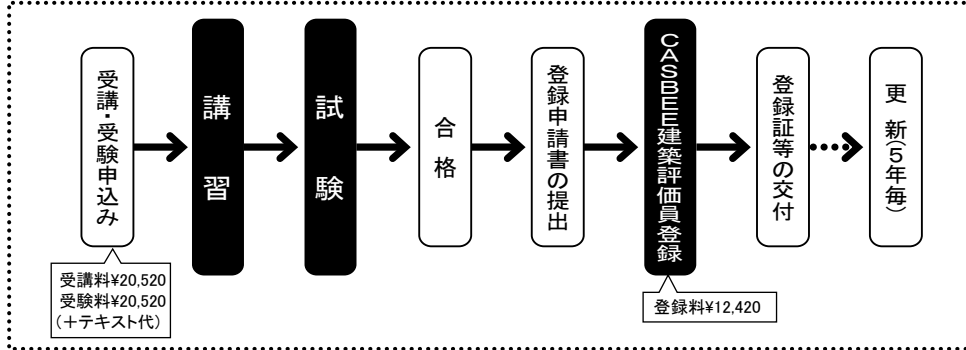 受講・受験申込み
講習
試験
合格
登録申請書の提出
CASBEE建築評価員登録
登録証等の交付
更新(5年毎)
受講料¥20,520
受験料¥20,520
(＋テキスト代)
登録料¥12,420